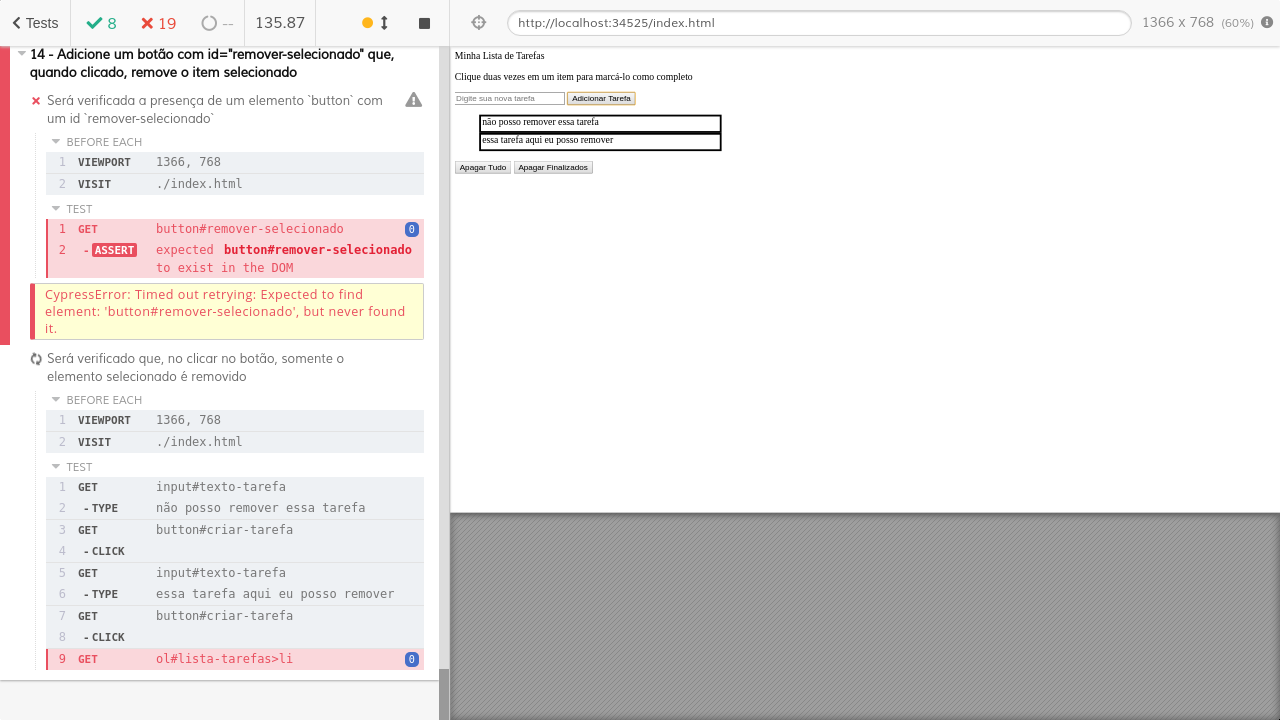 Tests
8
19
--
135.87
14 - Adicione um botão com id="remover-selecionado" que,
quando clicado, remove o item selecionado
Será verificada a presença de um elemento `button` com
um id `remover-selecionado`
BEFORE EACH
1 VIEWPORT 1366, 768
2 VISIT ./index.html
TEST
1 GET button#remover-selecionado 0
2 - ASSERT expected button#remover-selecionado
to exist in the DOM
CypressError: Timed out retrying: Expected to find
element: 'button#remover-selecionado', but never found
it.
Será verificado que, no clicar no botão, somente o
elemento selecionado é removido
BEFORE EACH
1 VIEWPORT 1366, 768
2 VISIT ./index.html
TEST
1 GET input#texto-tarefa
2 - TYPE não posso remover essa tarefa
3 GET button#criar-tarefa
4 - CLICK
5 GET input#texto-tarefa
6 - TYPE essa tarefa aqui eu posso remover
7 GET button#criar-tarefa
8 - CLICK
9 GET ol#lista-tarefas>li 0
http://localhost:34525/index.html
1366 x 768 (60%)
Minha Lista de Tarefas
Clique duas vezes em um item para marcá-lo como completo
Digite sua nova tarefa Adicionar Tarefa
não posso remover essa tarefa
essa tarefa aqui eu posso remover
Apagar Tudo Apagar Finalizados